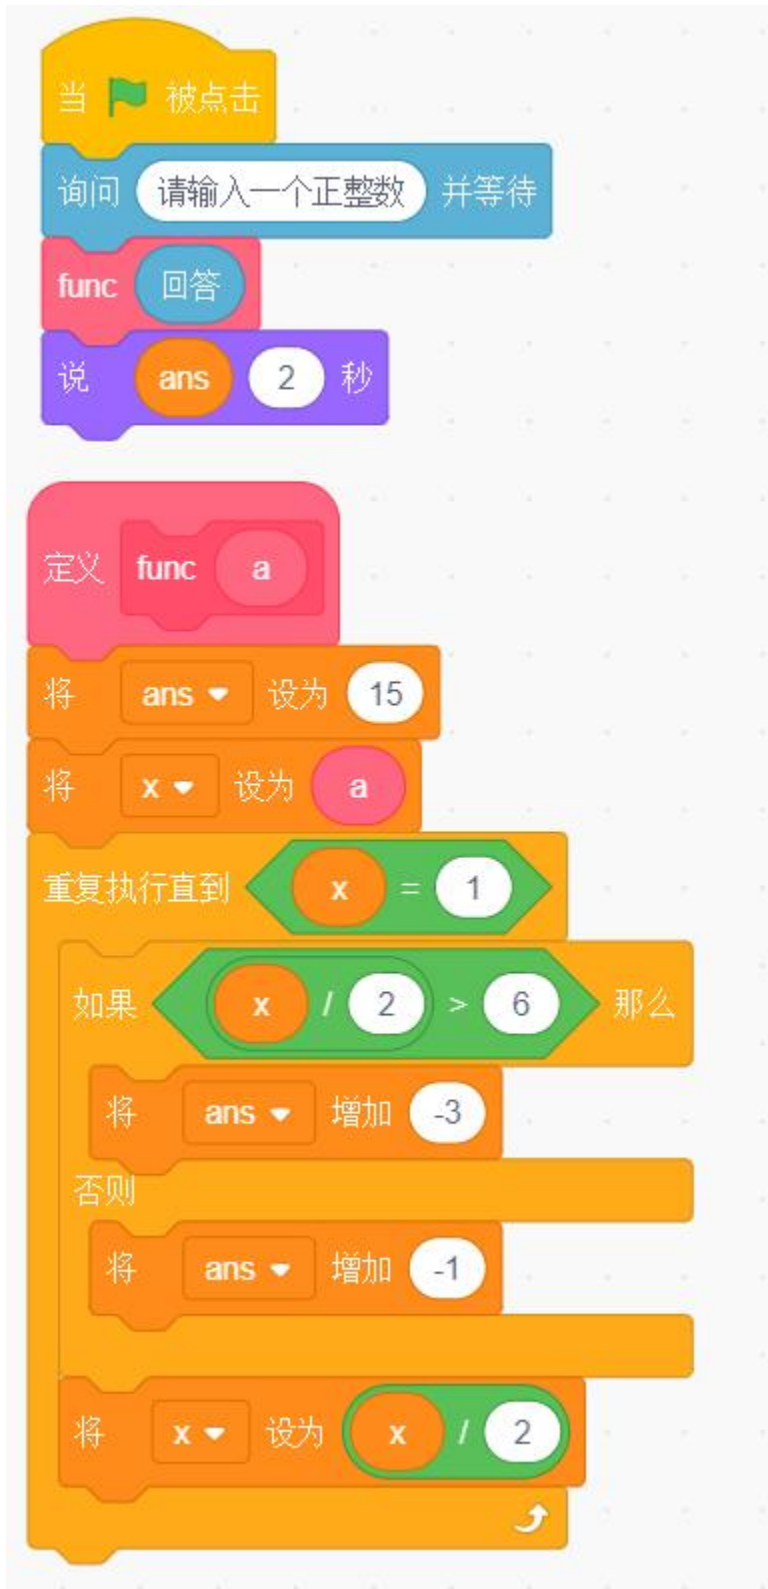 当 被点击
询问 请输入一个正整数 并等待
func 回答
说 ans 2 秒
定义 func a
将 ans 设为 15
将 x 设为 a
重复执行直到 x = 1
如果 x / 2 > 6 那么
将 ans 增加 -3
否则
将 ans 增加 -1
将 x 设为 x / 2